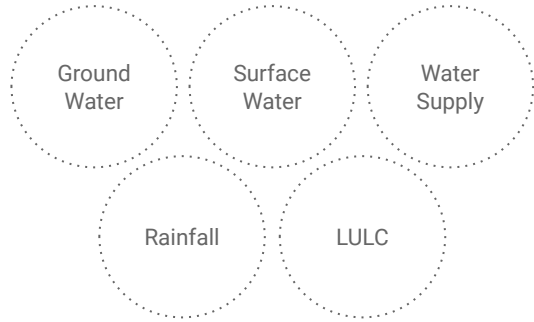 Ground
Water
Surface
Water
Water
Supply
Rainfall
LULC